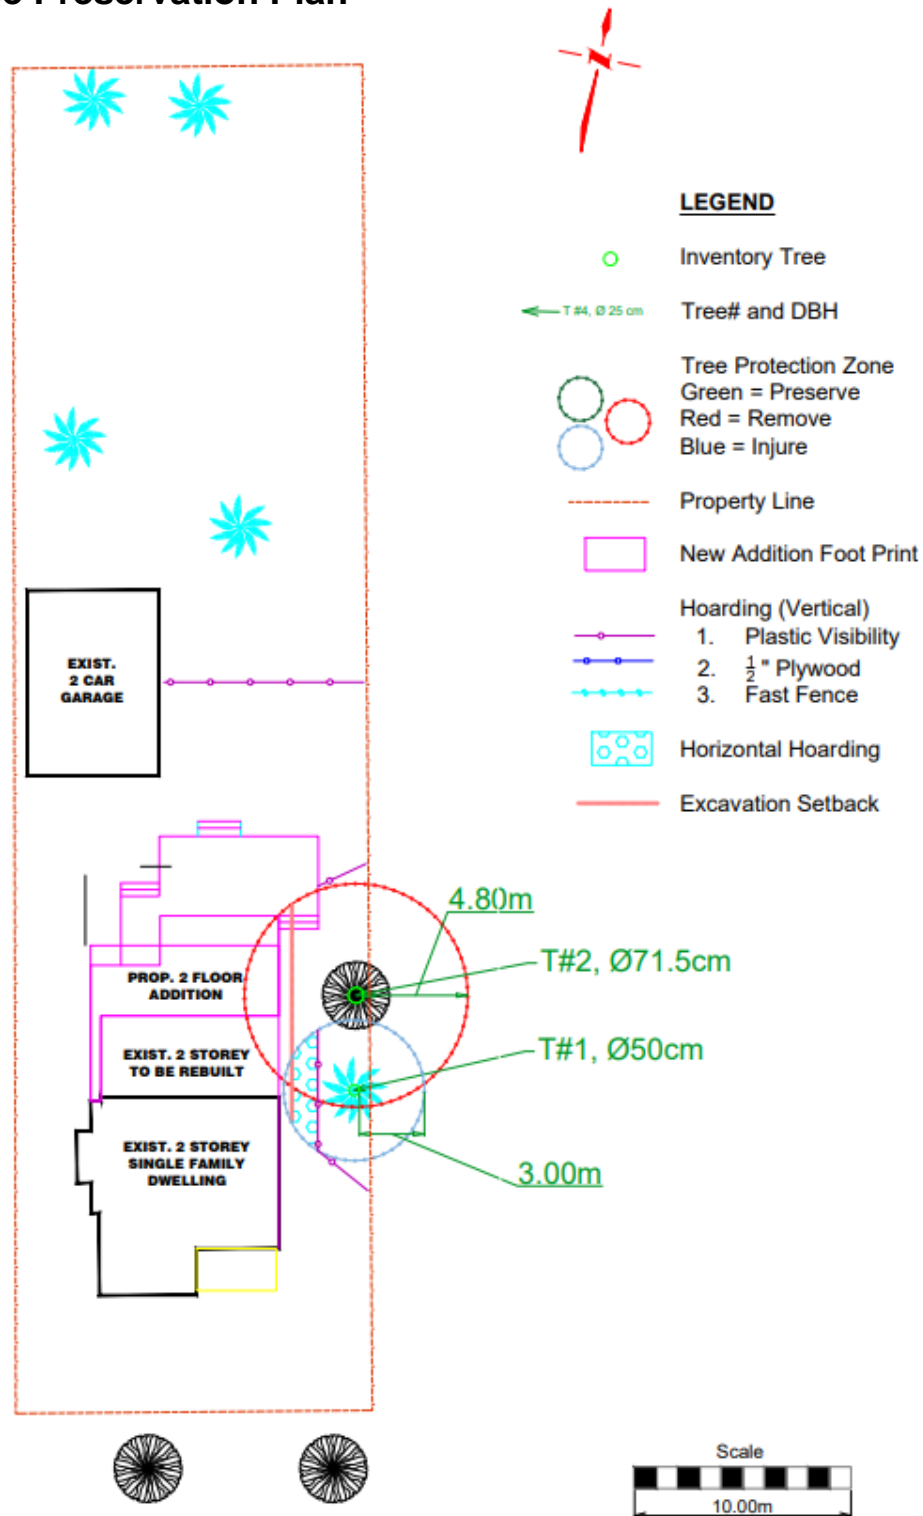 Preservation Plan
LEGEND
Inventory Tree
T #4, Ø 25 cm
Tree# and DBH
Tree Protection Zone
Green = Preserve
Red = Remove
Blue = Injure
Property Line
New Addition Foot Print
Hoarding (Vertical)
1. Plastic Visibility
2. ½" Plywood
3. Fast Fence
Horizontal Hoarding
Excavation Setback
EXIST.
2 CAR
GARAGE
4.80m
T#2, Ø71.5cm
PROP. 2 FLOOR
ADDITION
T#1, Ø50cm
EXIST. 2 STOREY
TO BE REBUILT
EXIST. 2 STOREY
SINGLE FAMILY
DWELLING
3.00m
Scale
10.00m